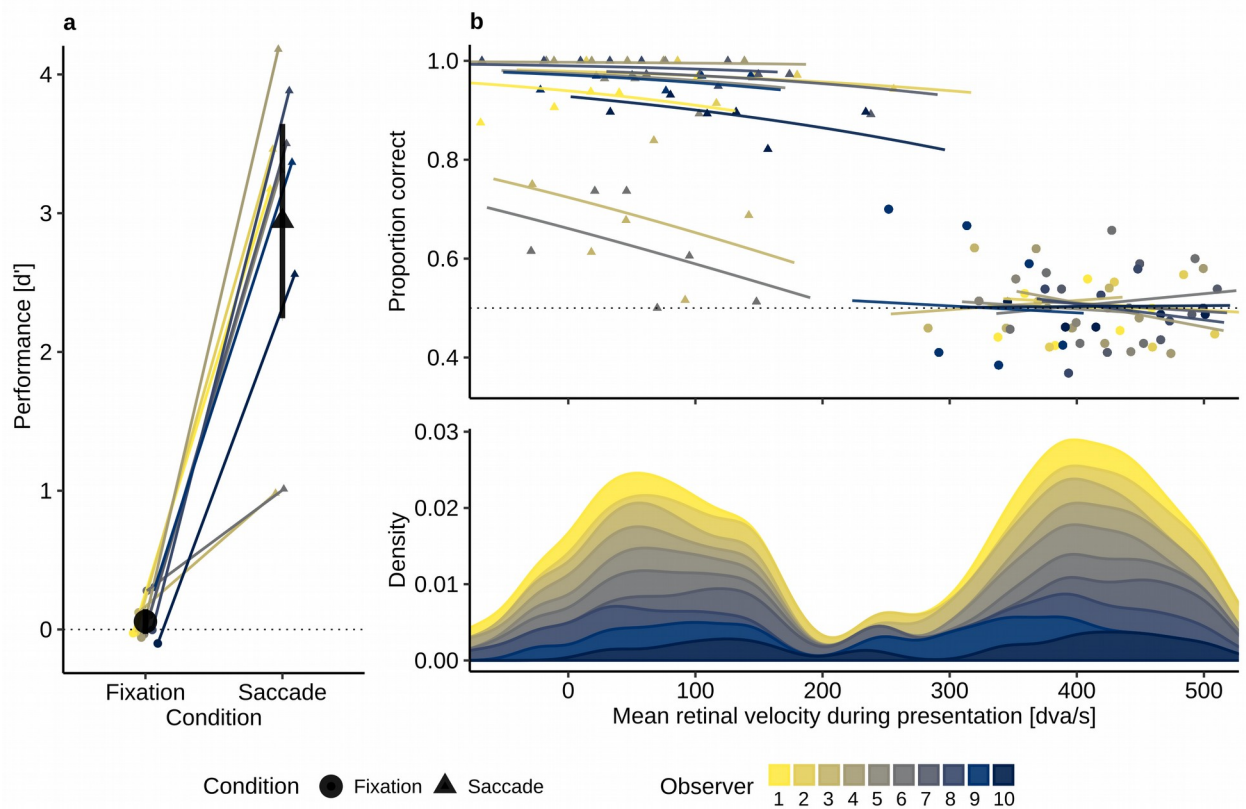 a
Performance [d']
4
3
2
1
0
Fixation
Saccade
Condition
b
Proportion correct
1.0
0.8
0.6
0.4
Density
0.03
0.02
0.01
0.00
0
100
200
300
400
500
Mean retinal velocity during presentation [dva/s]
Condition Fixation Saccade
Observer
1 2 3 4 5 6 7 8 9 10